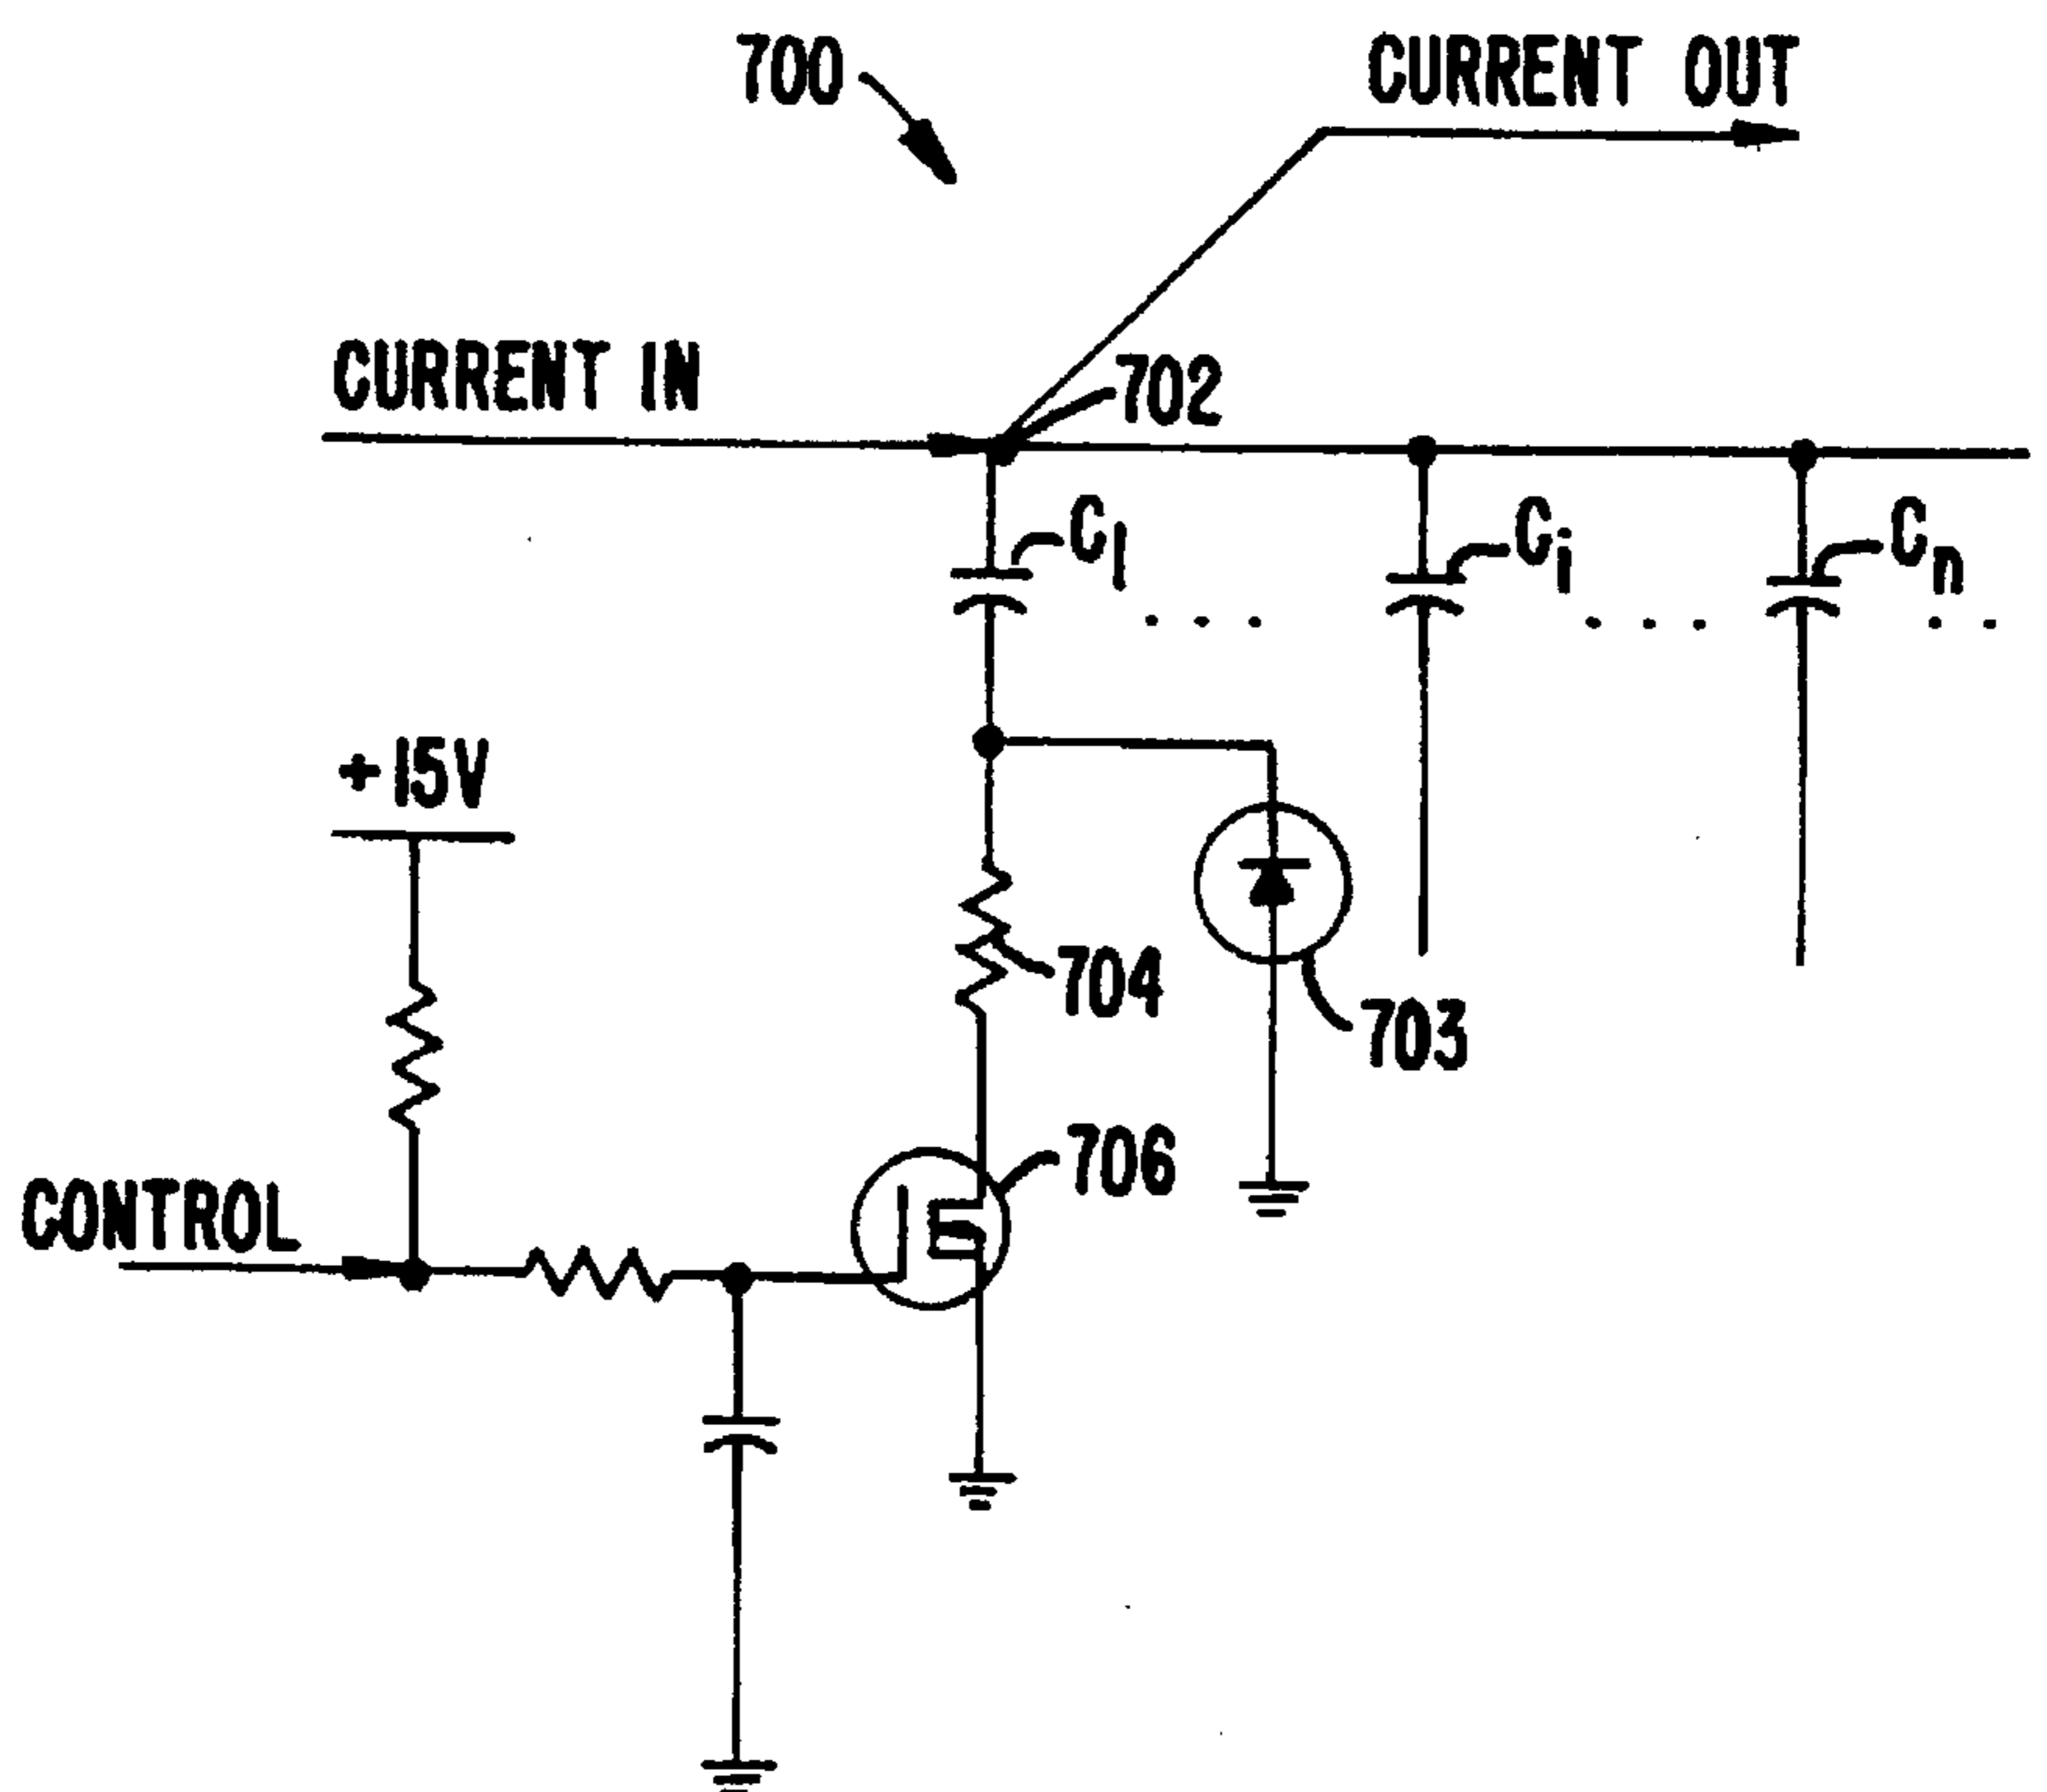 700
CURRENT OUT
CURRENT IN
702
C1
Ci
Cn
+15V
704
703
706
CONTROL